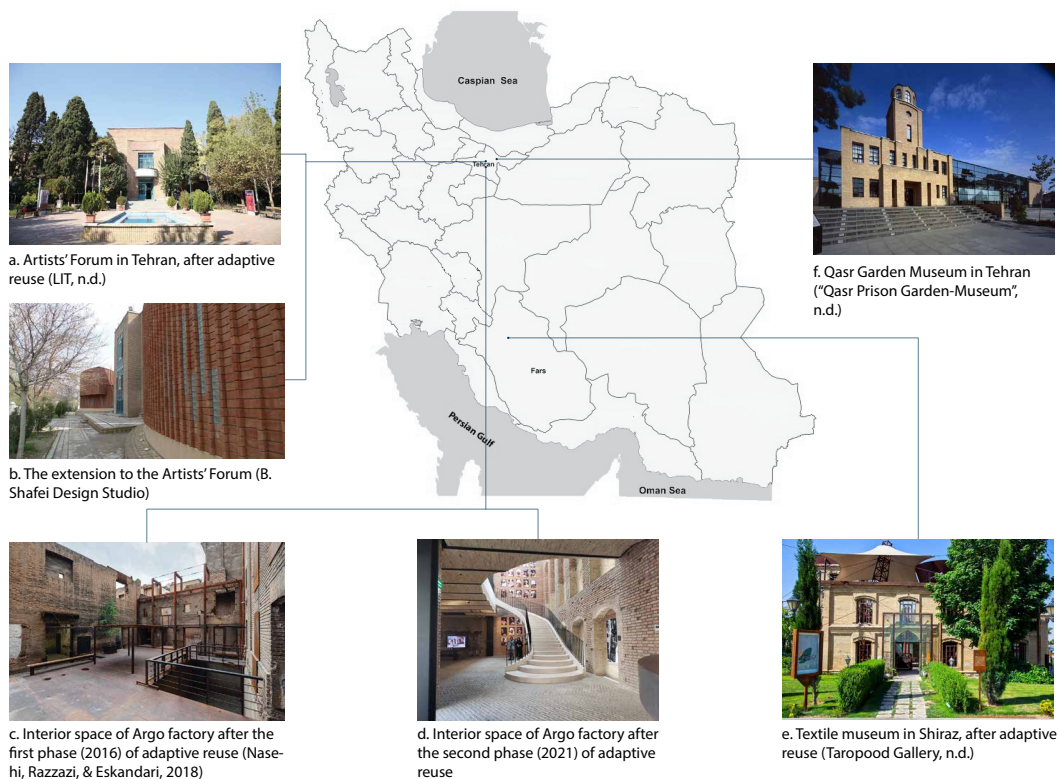 Caspian Sea
Tehran
Fars
Persian Gulf
Oman Sea
a. Artists' Forum in Tehran, after adaptive
reuse (LIT, n.d.)
b. The extension to the Artists' Forum (B.
Shafei Design Studio)
c. Interior space of Argo factory after the
first phase (2016) of adaptive reuse (Nase-
hi, Razzazi, & Eskandari, 2018)
d. Interior space of Argo factory after
the second phase (2021) of adaptive
reuse
e. Textile museum in Shiraz, after adaptive
reuse (Taropood Gallery, n.d.)
f. Qasr Garden Museum in Tehran
("Qasr Prison Garden-Museum",
n.d.)